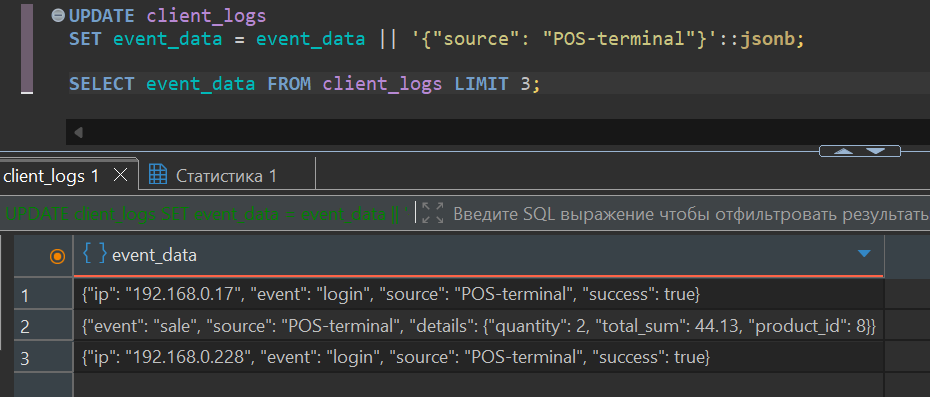 UPDATE client_logs
SET event_data = event_data || '{"source": "POS-terminal"}'::jsonb;
SELECT event_data FROM client_logs LIMIT 3;
client_logs 1 Статистика 1
UPDATE client_logs SET event_data = event_data || ' Введите SQL выражение чтобы отфильтровать результать
{ } event_data
1 {"ip": "192.168.0.17", "event": "login", "source": "POS-terminal", "success": true}
2 {"event": "sale", "source": "POS-terminal", "details": {"quantity": 2, "total_sum": 44.13, "product_id": 8}}
3 {"ip": "192.168.0.228", "event": "login", "source": "POS-terminal", "success": true}